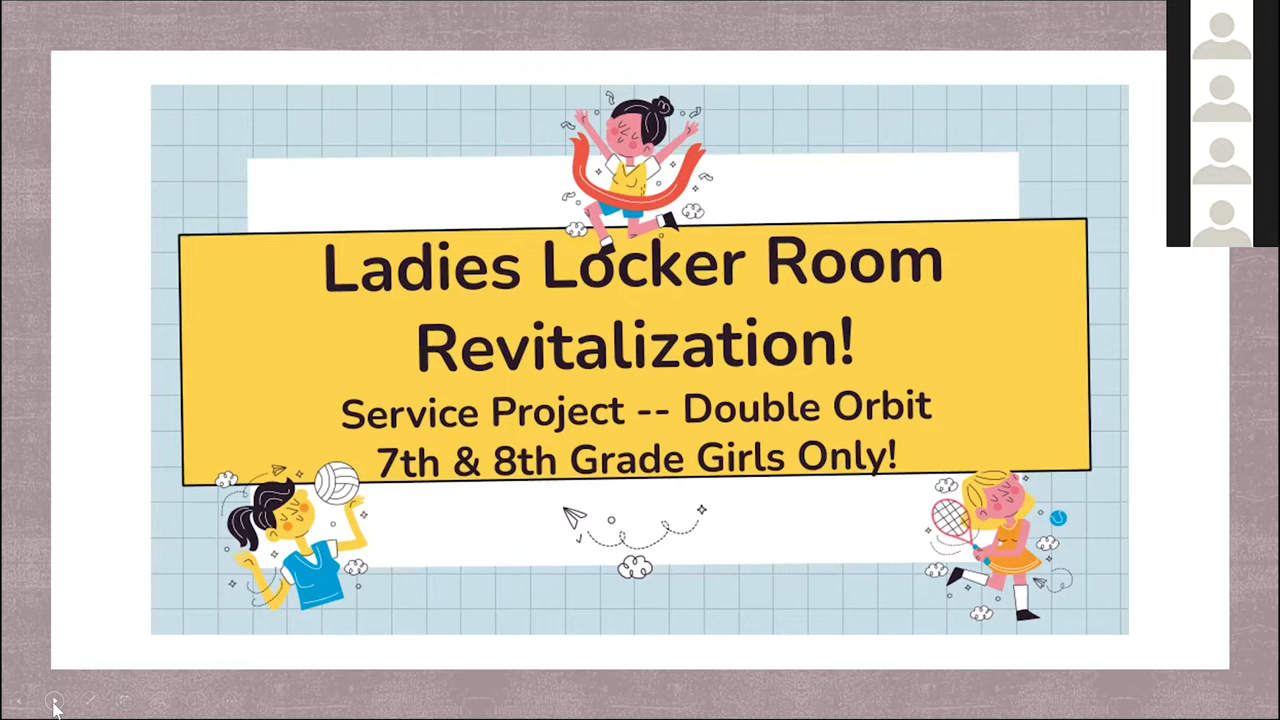 Ladies Locker Room
Revitalization!
Service Project -- Double Orbit
7th & 8th Grade Girls Only!